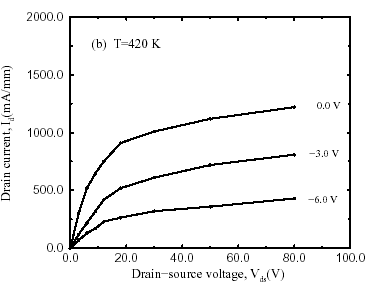 2000.0
(b) T=420 K
1500.0
1000.0
500.0
0.0
0.0 V
−3.0 V
−6.0 V
0.0 20.0 40.0 60.0 80.0 100.0
Drain−source voltage, Vds(V)
Drain current, Id(mA/mm)